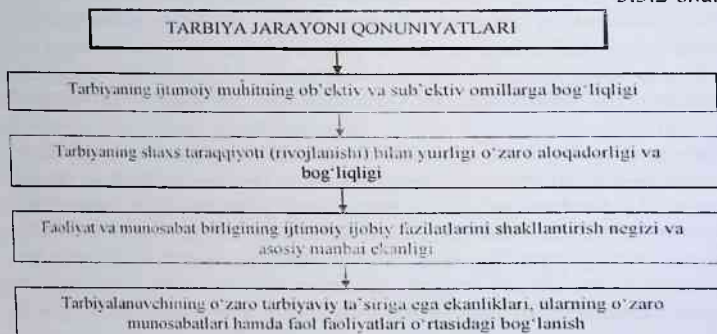 TARBIYA JARAYONI QONUNIYATLARI
Tarbiyaning ijtimoiy muhitning ob'ektiv va sub'ektiv omillarga bog'liqligi
Tarbiyaning shaxs taraqqiyoti (rivojlanishi) bilan yuirligi o'zaro aloqadorligi va
bog'liqligi
Faoliyat va munosabat birligining ijtimoiy ijobiy fazilatlarini shakllantirish negizi va
asosiy manbai ekanligi
Tarbiyalanuvchining o'zaro tarbiyaviy ta'siriga ega ekanliklari, ularning o'zaro
munosabatlari hamda faol faoliyatlari o'rtasidagi bog'lanish